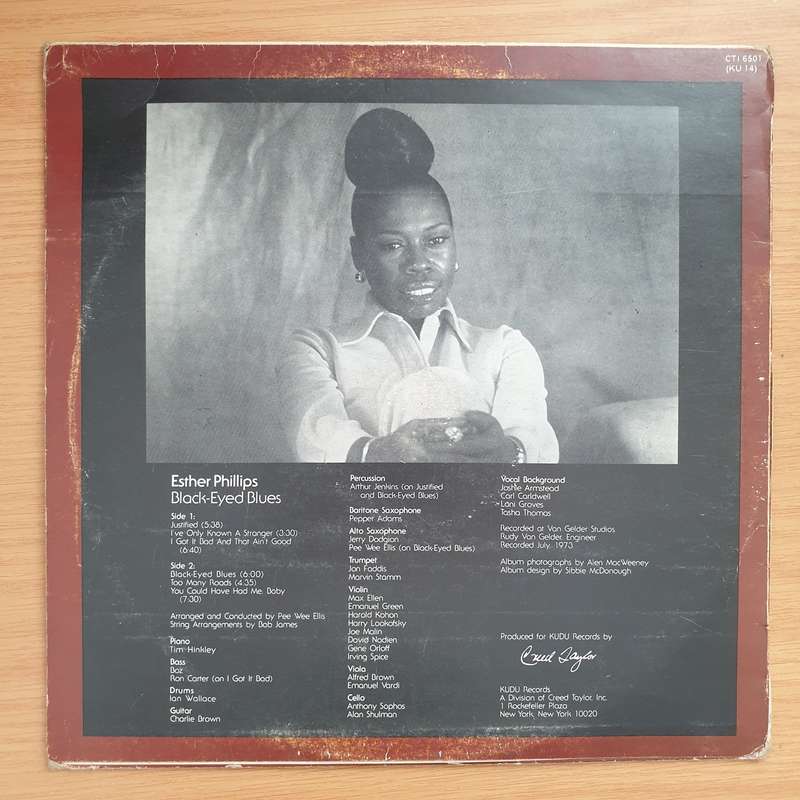 CTI 6501
(KU 14)
Esther Phillips
Black-Eyed Blues
Side 1:
Justified (5:38)
I've Only Known A Stranger (3:30)
I Got It Bad And That Ain't Good
(6:40)
Side 2:
Black-Eyed Blues (6:00)
Too Many Roads (4:35)
You Could Have Had Me, Baby
(7:30)
Arranged and Conducted by Pee Wee Ellis
String Arrangements by Bob James
Piano
Tim Hinkley
Bass
Boz
Ron Carter (on I Got It Bad)
Drums
Ian Wallace
Guitar
Charlie Brown
Percussion
Arthur Jenkins (on Justified
and Black-Eyed Blues)
Baritone Saxophone
Pepper Adams
Alto Saxophone
Jerry Dodgian
Pee Wee Ellis (on Black-Eyed Blues)
Trumpet
Jon Faddis
Marvin Stamm
Violin
Max Ellen
Emanuel Green
Harold Kohon
Harry Lookofsky
Joe Malin
David Nadien
Gene Orloff
Irving Spice
Viola
Alfred Brown
Emanuel Vardi
Cello
Anthony Sophos
Alan Shulman
Vocal Background
Joshie Armstead
Carl Carldwell
Lani Groves
Tasha Thomas
Recorded at Van Gelder Studios
Rudy Van Gelder, Engineer
Recorded July, 1973
Album photographs by Alen MacWeeney
Album design by Sibbie McDonough
Produced for KUDU Records by
Creed Taylor
KUDU Records
A Division of Creed Taylor, Inc.
1 Rockefeller Plaza
New York, New York 10020